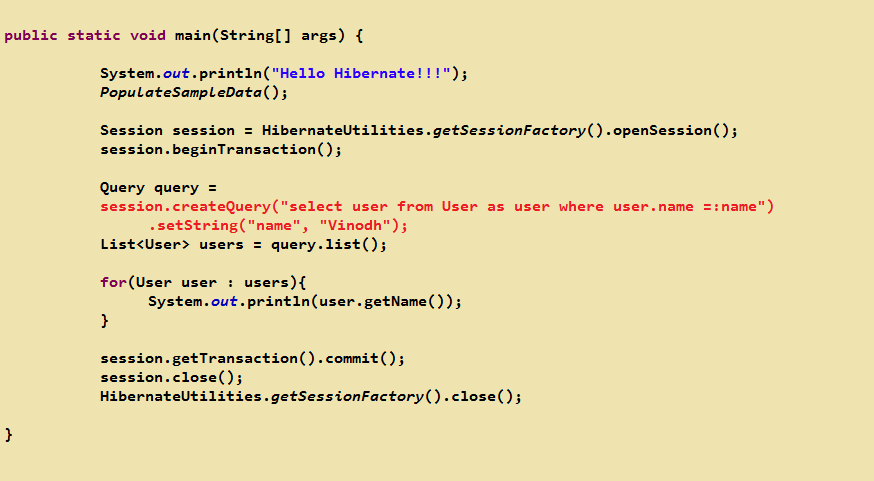 public static void main(String[] args) {
System.out.println("Hello Hibernate!!!");
PopulateSampleData();
Session session = HibernateUtilities.getSessionFactory().openSession();
session.beginTransaction();
Query query =
session.createQuery("select user from User as user where user.name =:name")
.setString("name", "Vinodh");
List<User> users = query.list();
for(User user : users){
System.out.println(user.getName());
}
session.getTransaction().commit();
session.close();
HibernateUtilities.getSessionFactory().close();
}